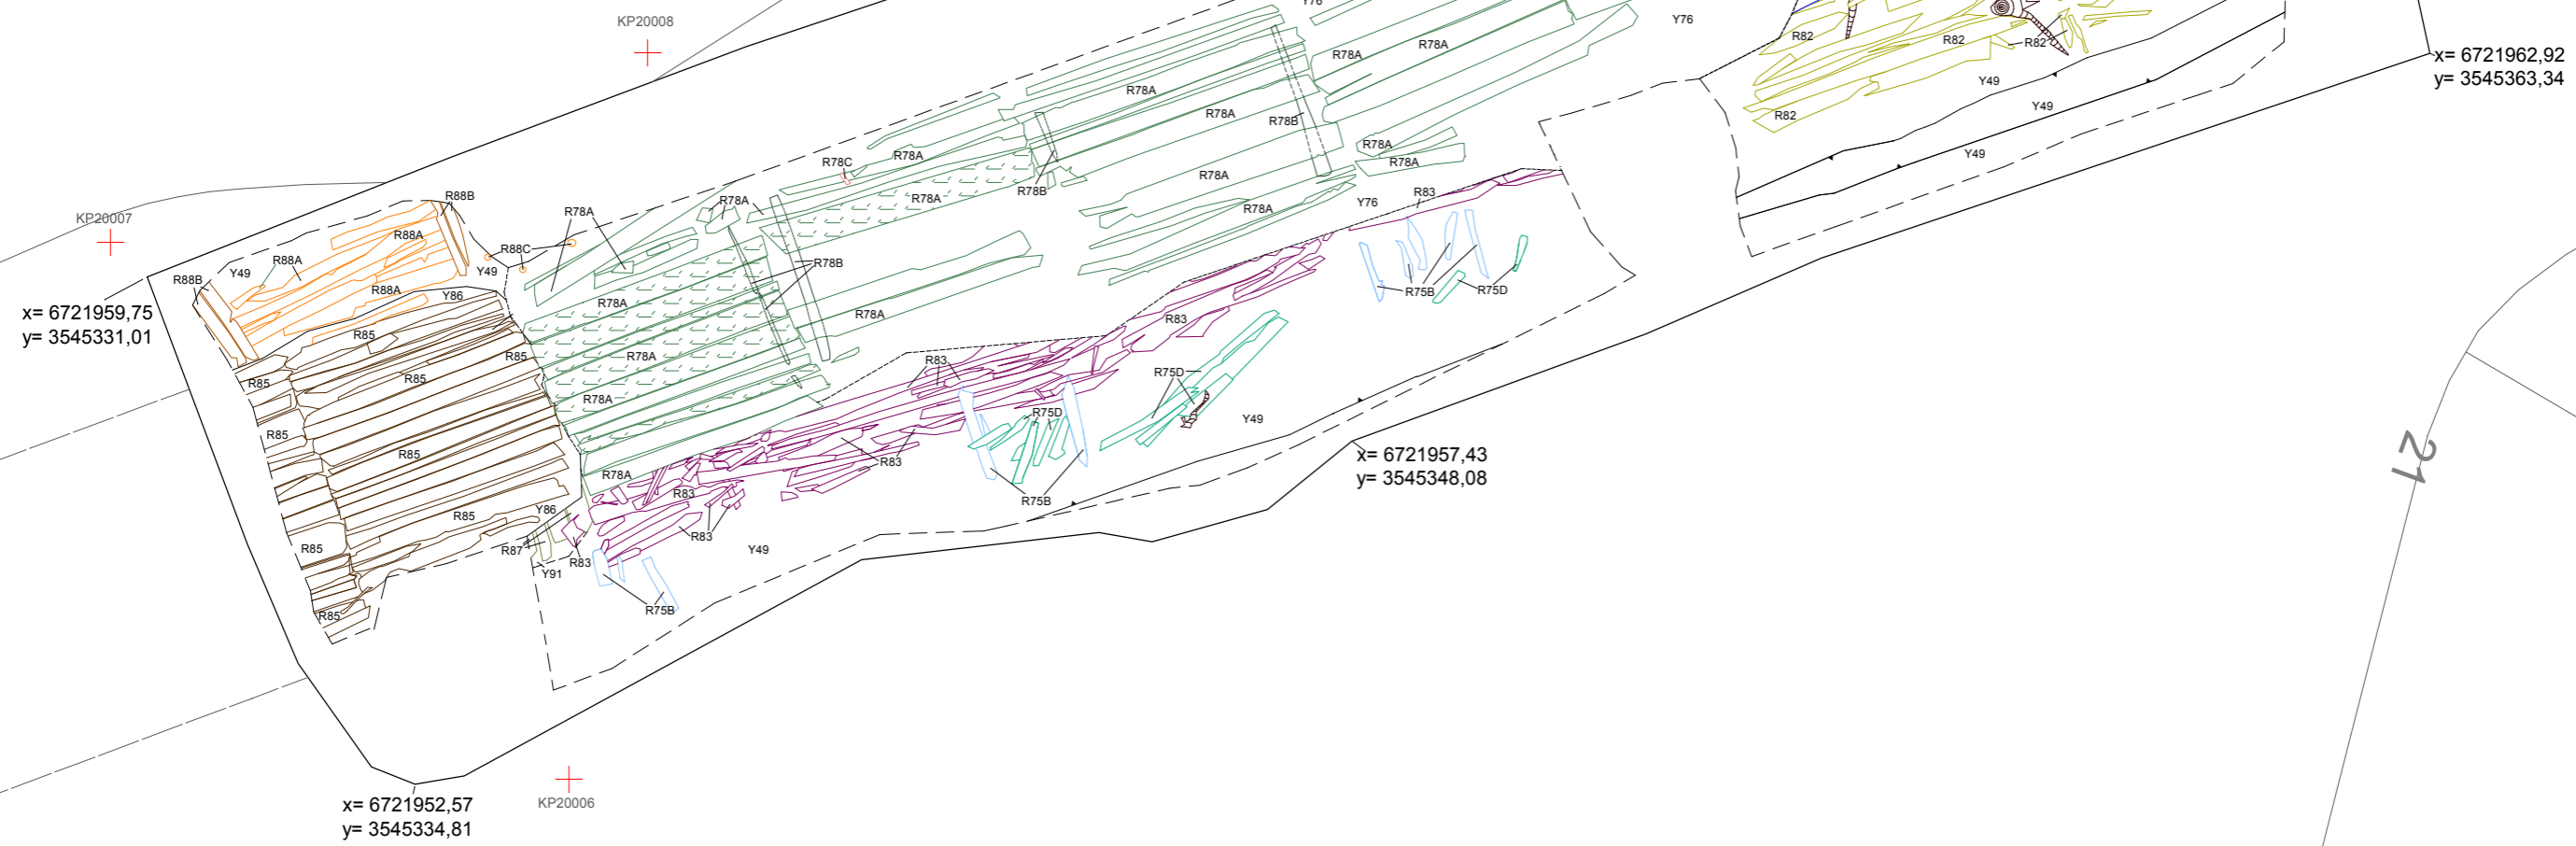 Y76
KP20008
Y76
R78A
R78A
R82
R82
R82
x= 6721962,92
y= 3545363,34
Y49
R78A
R78A
R78B
Y49
R82
R78C
R78A
R78A
R78A
Y49
R78A
R78B
R78A
R83
R88B
R78A
R78A
Y76
R78A
KP20007
R88A
R88C
R88A
Y49
Y49
R88B
R78B
R88A
Y86
R75B
R75D
R78A
x= 6721959,75
y= 3545331,01
R78A
R83
R85
R85
R78A
R83
R85
R85
R75D
R78A
R75D
Y49
R85
R85
R83
x= 6721957,43
y= 3545348,08
21
R78A
R83
R75B
Y86
R85
R83
R85
R87
R83
Y49
Y91
R75B
R85
x= 6721952,57
y= 3545334,81
KP20006